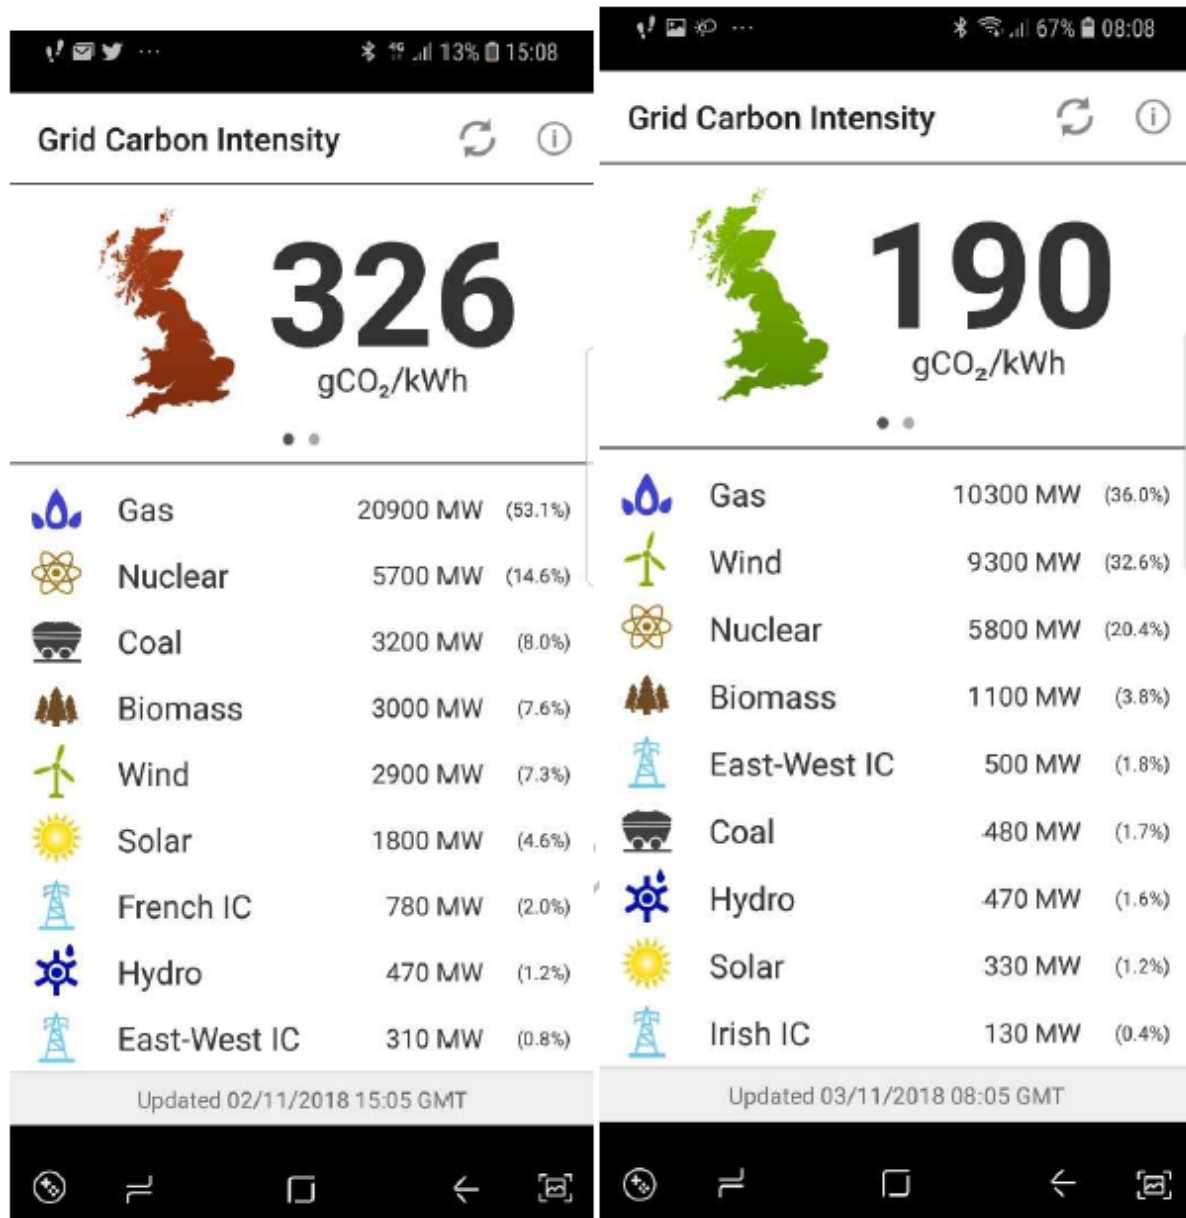 13% 15:08
Grid Carbon Intensity
326
gCO₂/kWh
Gas 20900 MW (53.1%)
Nuclear 5700 MW (14.6%)
Coal 3200 MW (8.0%)
Biomass 3000 MW (7.6%)
Wind 2900 MW (7.3%)
Solar 1800 MW (4.6%)
French IC 780 MW (2.0%)
Hydro 470 MW (1.2%)
East-West IC 310 MW (0.8%)
Updated 02/11/2018 15:05 GMT
67% 08:08
Grid Carbon Intensity
190
gCO₂/kWh
Gas 10300 MW (36.0%)
Wind 9300 MW (32.6%)
Nuclear 5800 MW (20.4%)
Biomass 1100 MW (3.8%)
East-West IC 500 MW (1.8%)
Coal 480 MW (1.7%)
Hydro 470 MW (1.6%)
Solar 330 MW (1.2%)
Irish IC 130 MW (0.4%)
Updated 03/11/2018 08:05 GMT